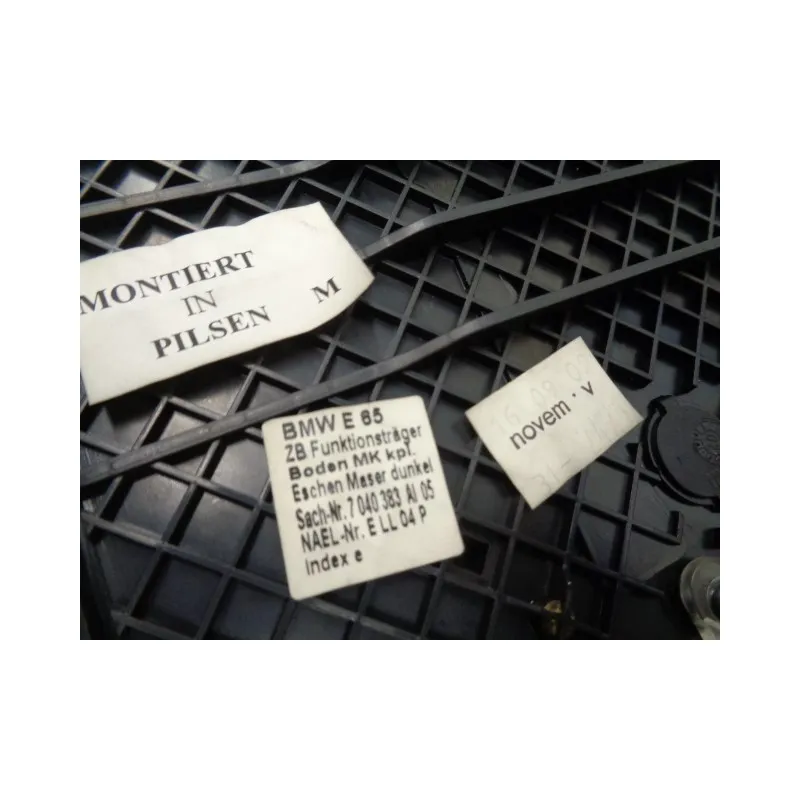 MONTIERT
IN
PILSEN M
BMW E 85
ZB Funktionsträger
Boden MK kpl.
Eschen Maser dunkel
Sach-Nr. 7 040 383 AI 05
NAEL-Nr. E LL 04 P
Index e
novem · v